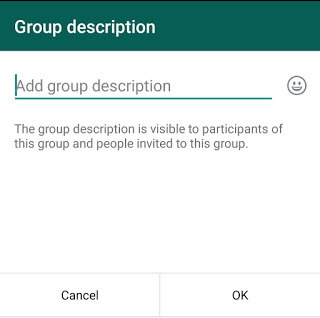 Group description
Add group description
The group description is visible to participants of
this group and people invited to this group.
Cancel
OK